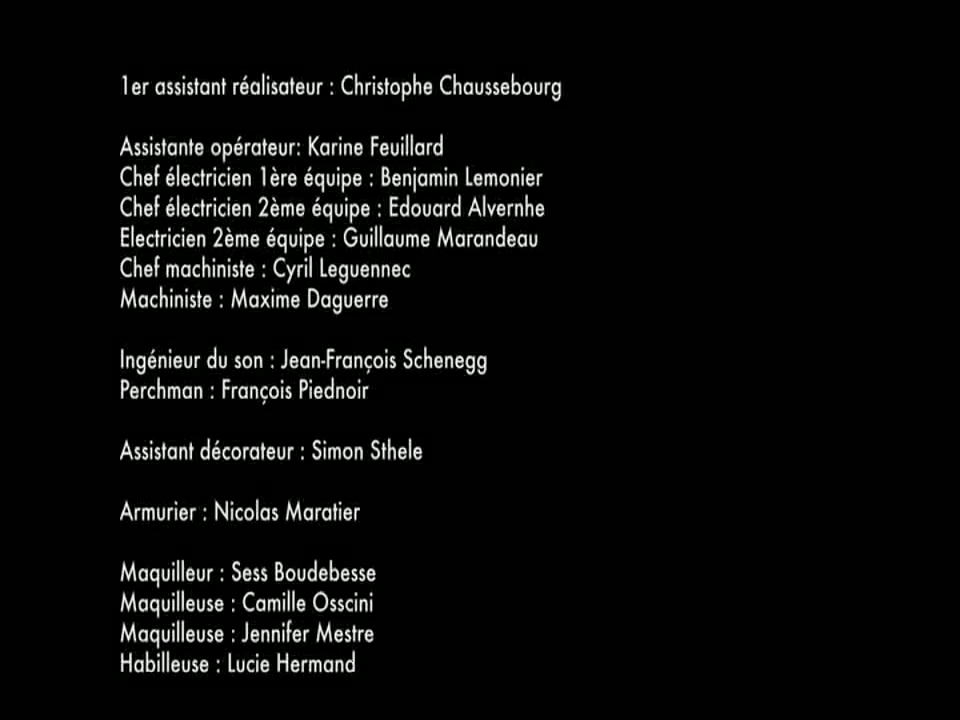 1er assistant réalisateur : Christophe Chaussebourg
Assistante opérateur: Karine Feuillard
Chef électricien 1ère équipe : Benjamin Lemonier
Chef électricien 2ème équipe : Edouard Alvernhe
Electricien 2ème équipe : Guillaume Marandeau
Chef machiniste : Cyril Leguennec
Machiniste : Maxime Daguerre
Ingénieur du son : Jean-François Schenegg
Perchman : François Piednoir
Assistant décorateur : Simon Sthele
Armurier : Nicolas Maratier
Maquilleur : Sess Boudebesse
Maquilleuse : Camille Osscini
Maquilleuse : Jennifer Mestre
Habilleuse : Lucie Hermand